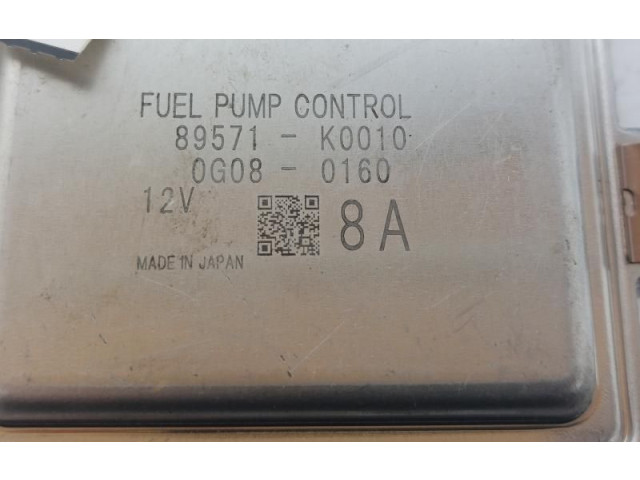 FUEL PUMP CONTROL
89571 - K0010
0G08 - 0160
12V
8A
MADE IN JAPAN